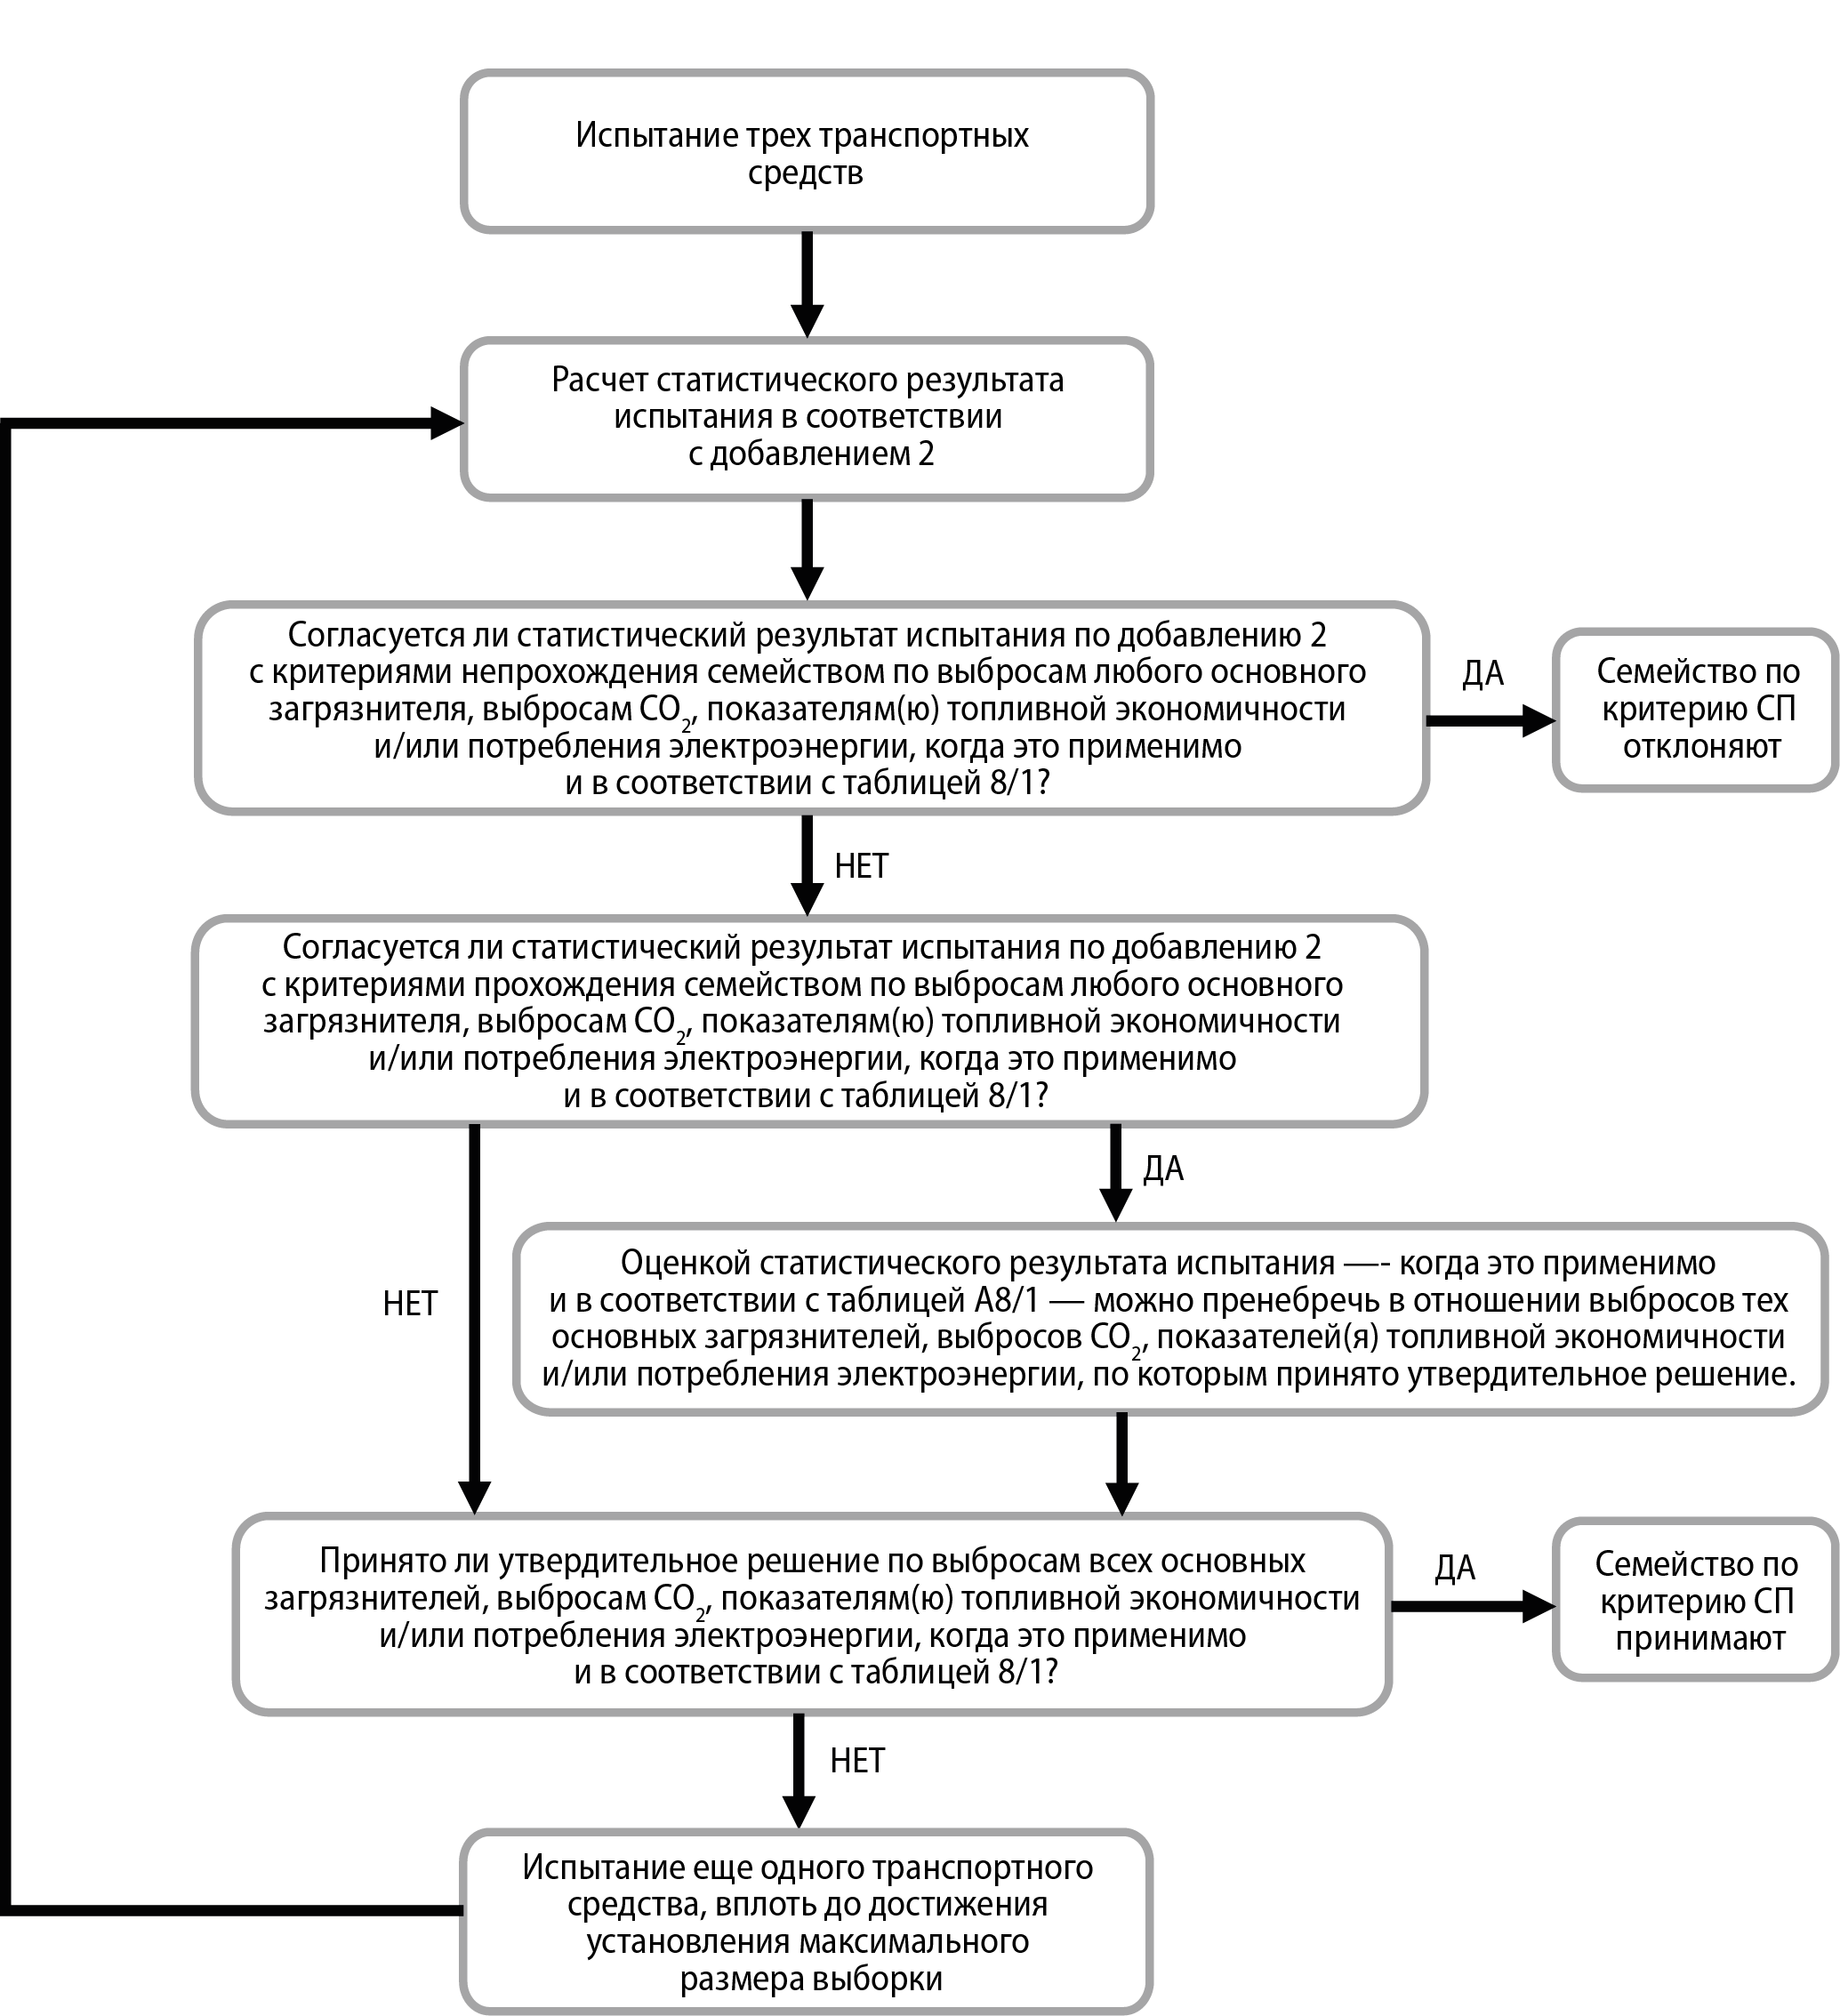 Испытание трех транспортных
средств
Расчет статистического результата
испытания в соответствии
с добавлением 2
Согласуется ли статистический результат испытания по добавлению 2
с критериями непрохождения семейством по выбросам любого основного
загрязнителя, выбросам CO₂, показателям(ю) топливной экономичности
и/или потребления электроэнергии, когда это применимо
и в соответствии с таблицей 8/1?
ДА
Семейство по
критерию СП
отклоняют
НЕТ
Согласуется ли статистический результат испытания по добавлению 2
с критериями прохождения семейством по выбросам любого основного
загрязнителя, выбросам CO₂, показателям(ю) топливной экономичности
и/или потребления электроэнергии, когда это применимо
и в соответствии с таблицей 8/1?
ДА
НЕТ
Оценкой статистического результата испытания —- когда это применимо
и в соответствии с таблицей А8/1 — можно пренебречь в отношении выбросов тех
основных загрязнителей, выбросов CO₂, показателей(я) топливной экономичности
и/или потребления электроэнергии, по которым принято утвердительное решение.
Принято ли утвердительное решение по выбросам всех основных
загрязнителей, выбросам CO₂, показателям(ю) топливной экономичности
и/или потребления электроэнергии, когда это применимо
и в соответствии с таблицей 8/1?
ДА
Семейство по
критерию СП
принимают
НЕТ
Испытание еще одного транспортного
средства, вплоть до достижения
установления максимального
размера выборки